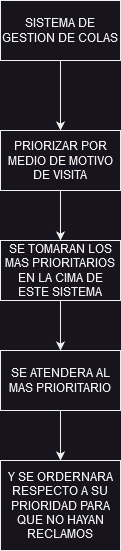 SISTEMA DE
GESTION DE COLAS
PRIORIZAR POR
MEDIO DE MOTIVO
DE VISITA
SE TOMARAN LOS
MAS PRIORITARIOS
EN LA CIMA DE
ESTE SISTEMA
SE ATENDERA AL
MAS PRIORITARIO
Y SE ORDERNARA
RESPECTO A SU
PRIORIDAD PARA
QUE NO HAYAN
RECLAMOS